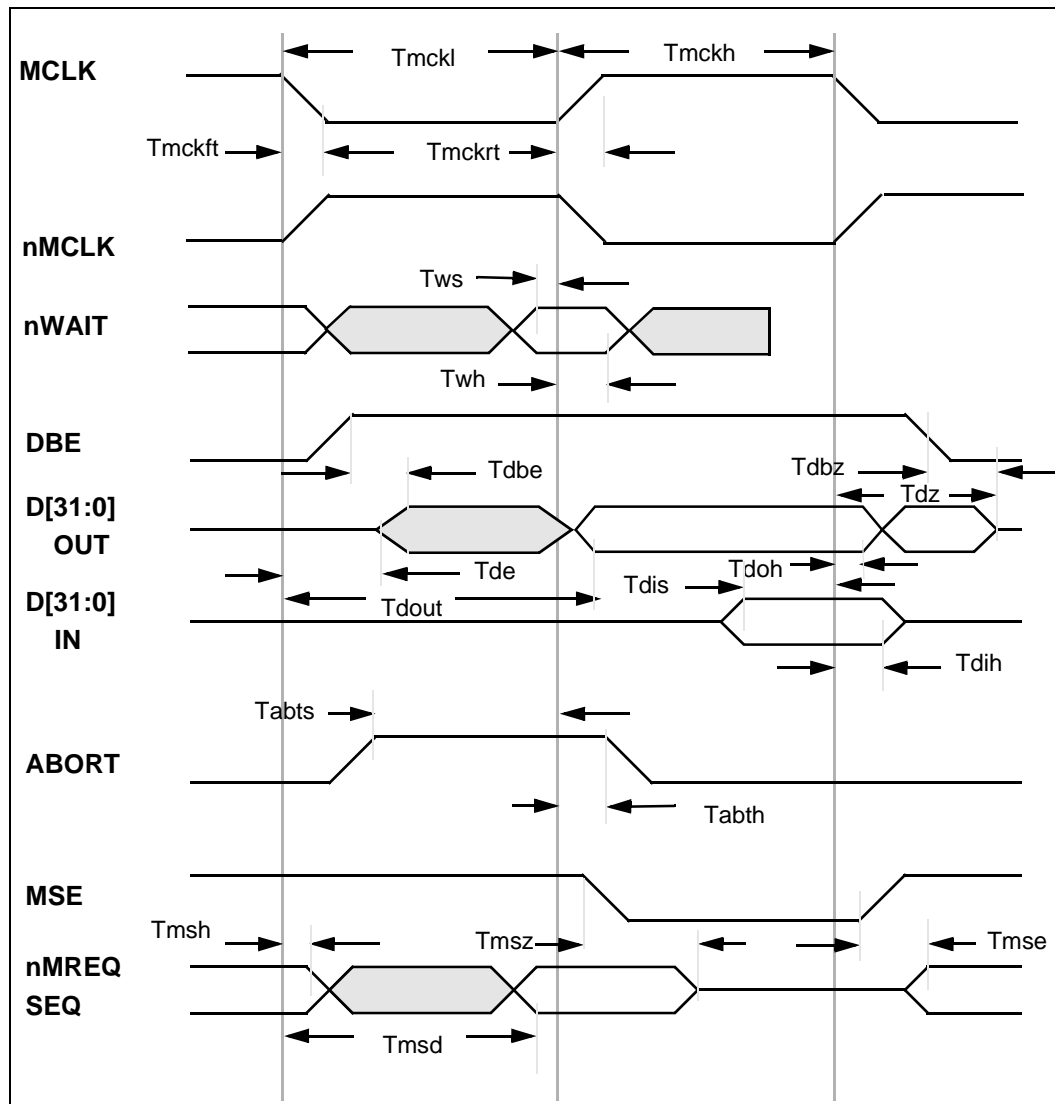 Tmckl
Tmckh
MCLK
Tmckft
Tmckrt
nMCLK
Tws
nWAIT
Twh
DBE
Tdbe
Tdbz
Tdz
D[31:0]
OUT
Tde
Tdis
Tdoh
D[31:0]
Tdout
IN
Tdih
Tabts
ABORT
Tabth
MSE
Tmsh
Tmsz
Tmse
nMREQ
SEQ
Tmsd